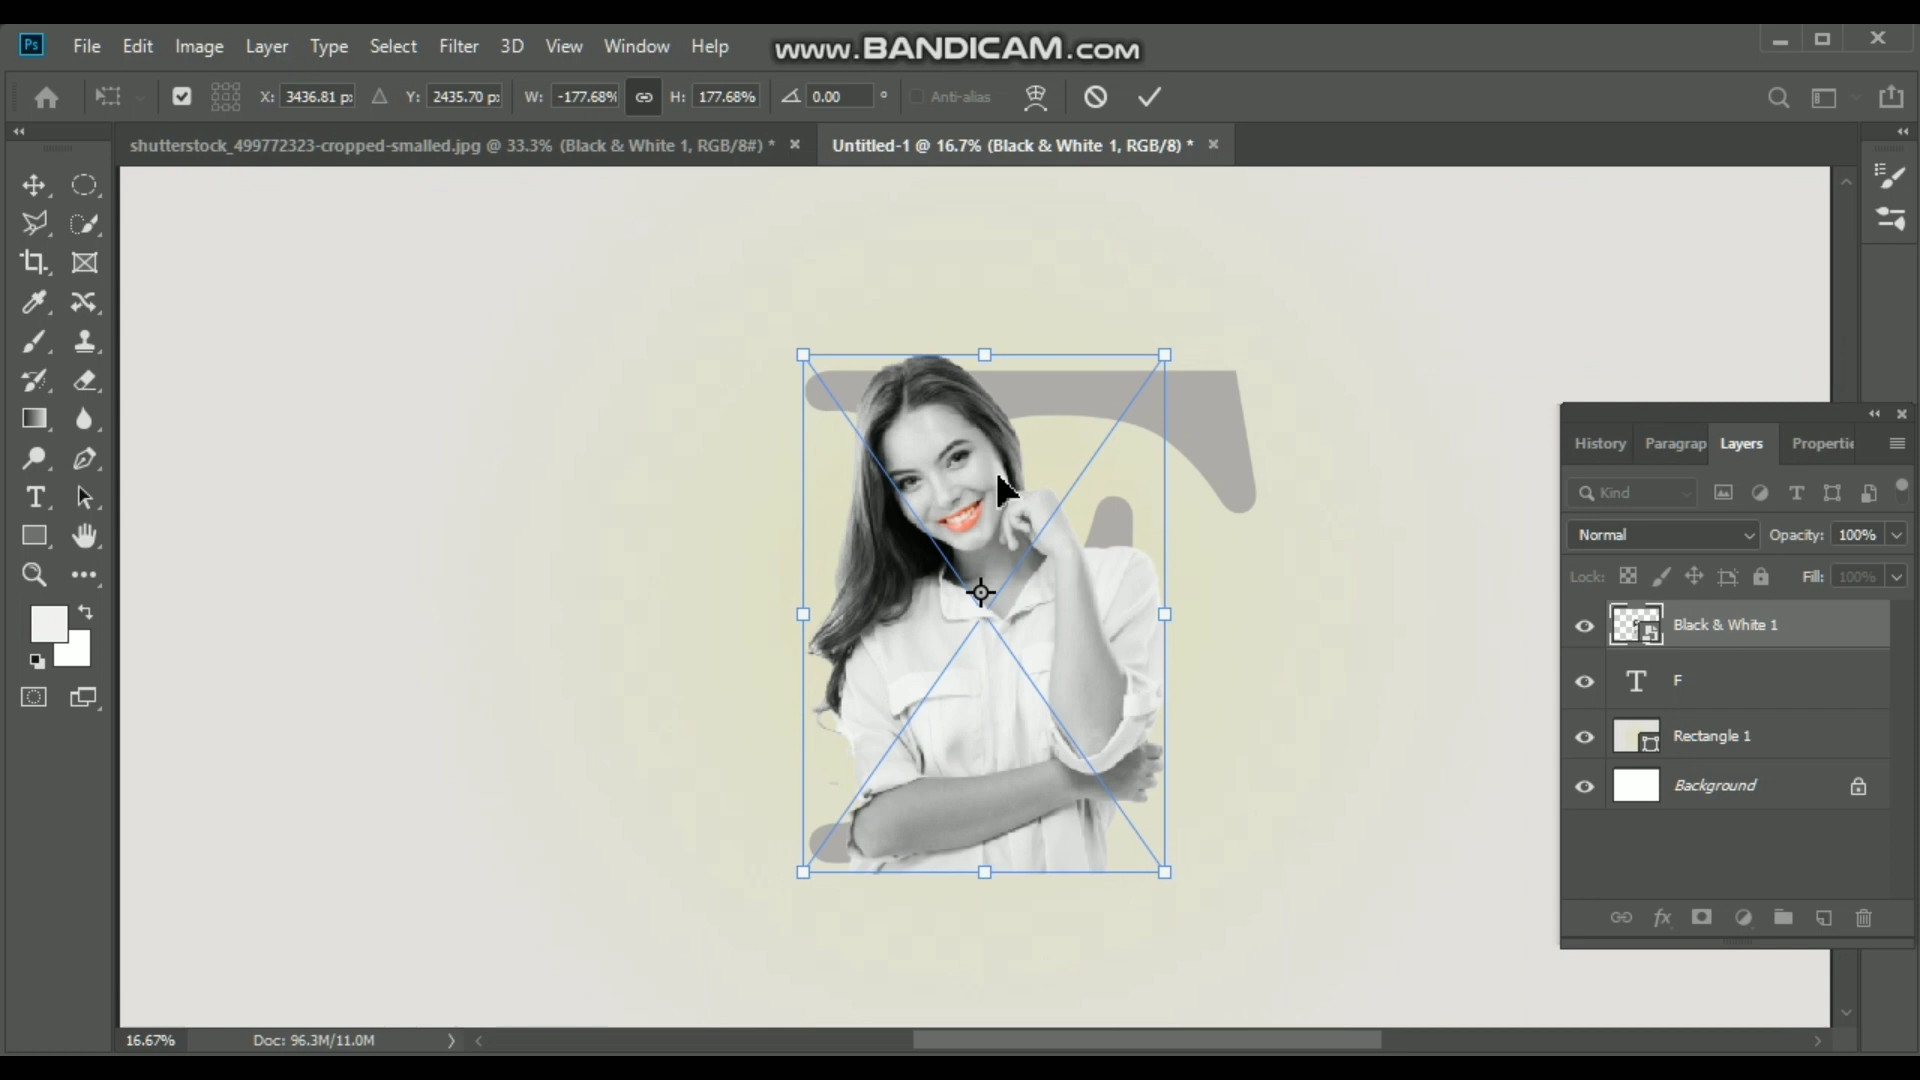 Ps File Edit Image Layer Type Select Filter 3D View Window Help www.BANDICAM.com
X: 3436.81 p Y: 2435.70 p W: -177.68% H: 177.68% 0.00 ° Anti-alias
shutterstock_499772323-cropped-smalled.jpg @ 33.3% (Black & White 1, RGB/8#) * Untitled-1 @ 16.7% (Black & White 1, RGB/8) *
History Paragrap Layers Propertie
Kind
Normal Opacity: 100%
Lock: Fill: 100%
Black & White 1
F
Rectangle 1
Background
16.67% Doc: 96.3M/11.0M